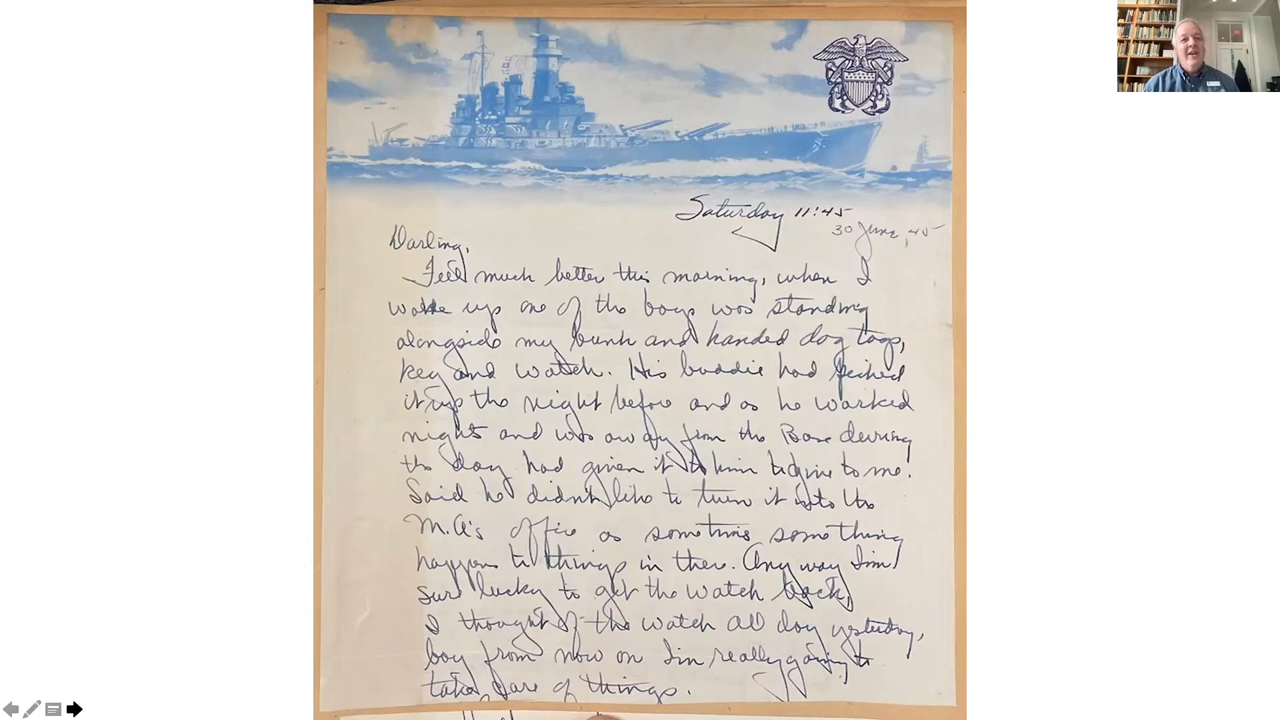 Saturday 11:45
30 June, 45
Darling,
Feel much better this morning, when I
woke up one of the boys was standing
alongside my bunk and handed dog tags,
key and watch. His buddie had picked
it up the night before and as he worked
nights and was away from the Base during
the day had given it to him to give to me.
Said he didn't like to turn it into the
M.A's office as sometims something
happens to things in there. Any way I'm
sure lucky to get the watch back,
I thought of the watch all day yesterday,
boy from now on I'm really going to
take care of things.